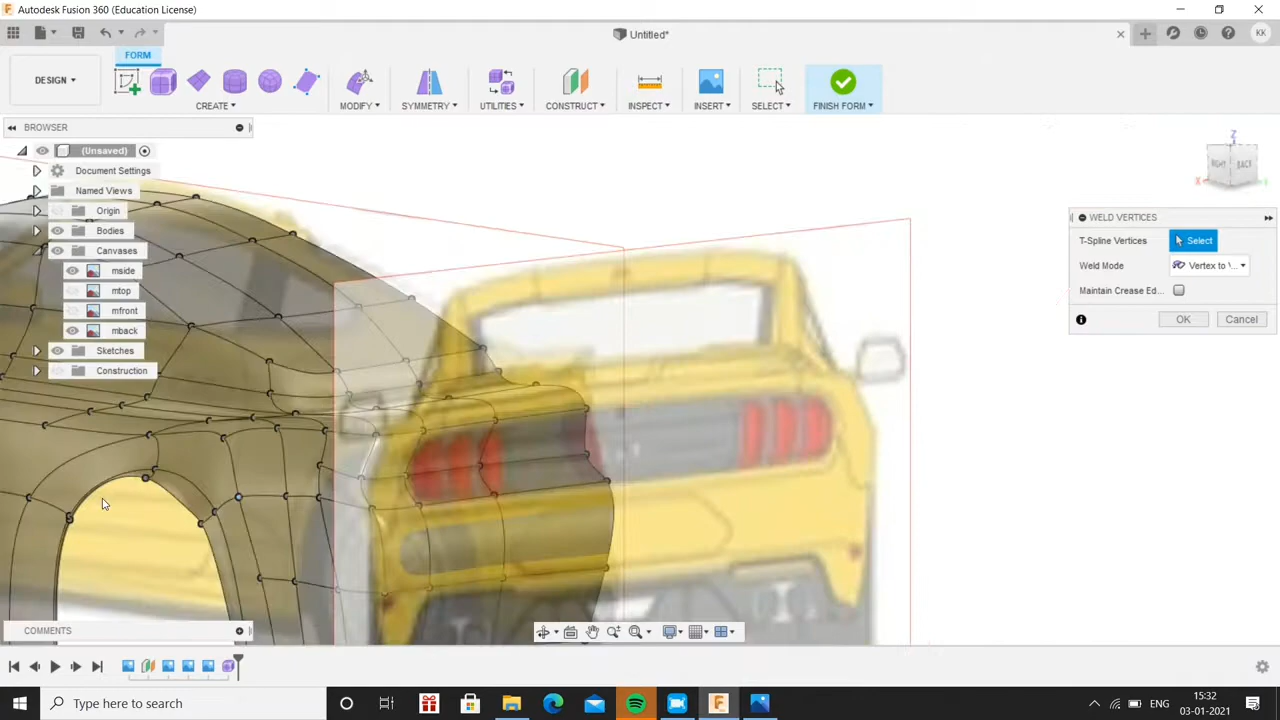 Autodesk Fusion 360 (Education License)
Untitled*
KK
FORM
DESIGN
CREATE
MODIFY
SYMMETRY
UTILITIES
CONSTRUCT
INSPECT
INSERT
SELECT
FINISH FORM
BROWSER
(Unsaved)
Document Settings
Named Views
Origin
Bodies
Canvases
mside
mtop
mfront
mback
Sketches
Construction
Z
RIGHT
BACK
X
WELD VERTICES
T-Spline Vertices
Select
Weld Mode
Vertex to V...
Maintain Crease Ed...
OK
Cancel
COMMENTS
Type here to search
ENG
15:32
03-01-2021